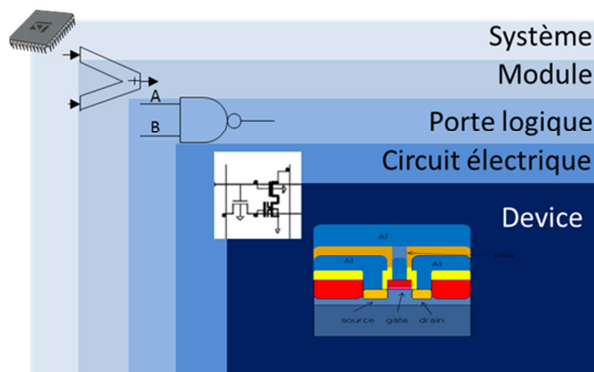 Système
Module
A
Porte logique
B
Circuit électrique
Device
Al
Al
Al
source
gate
drain